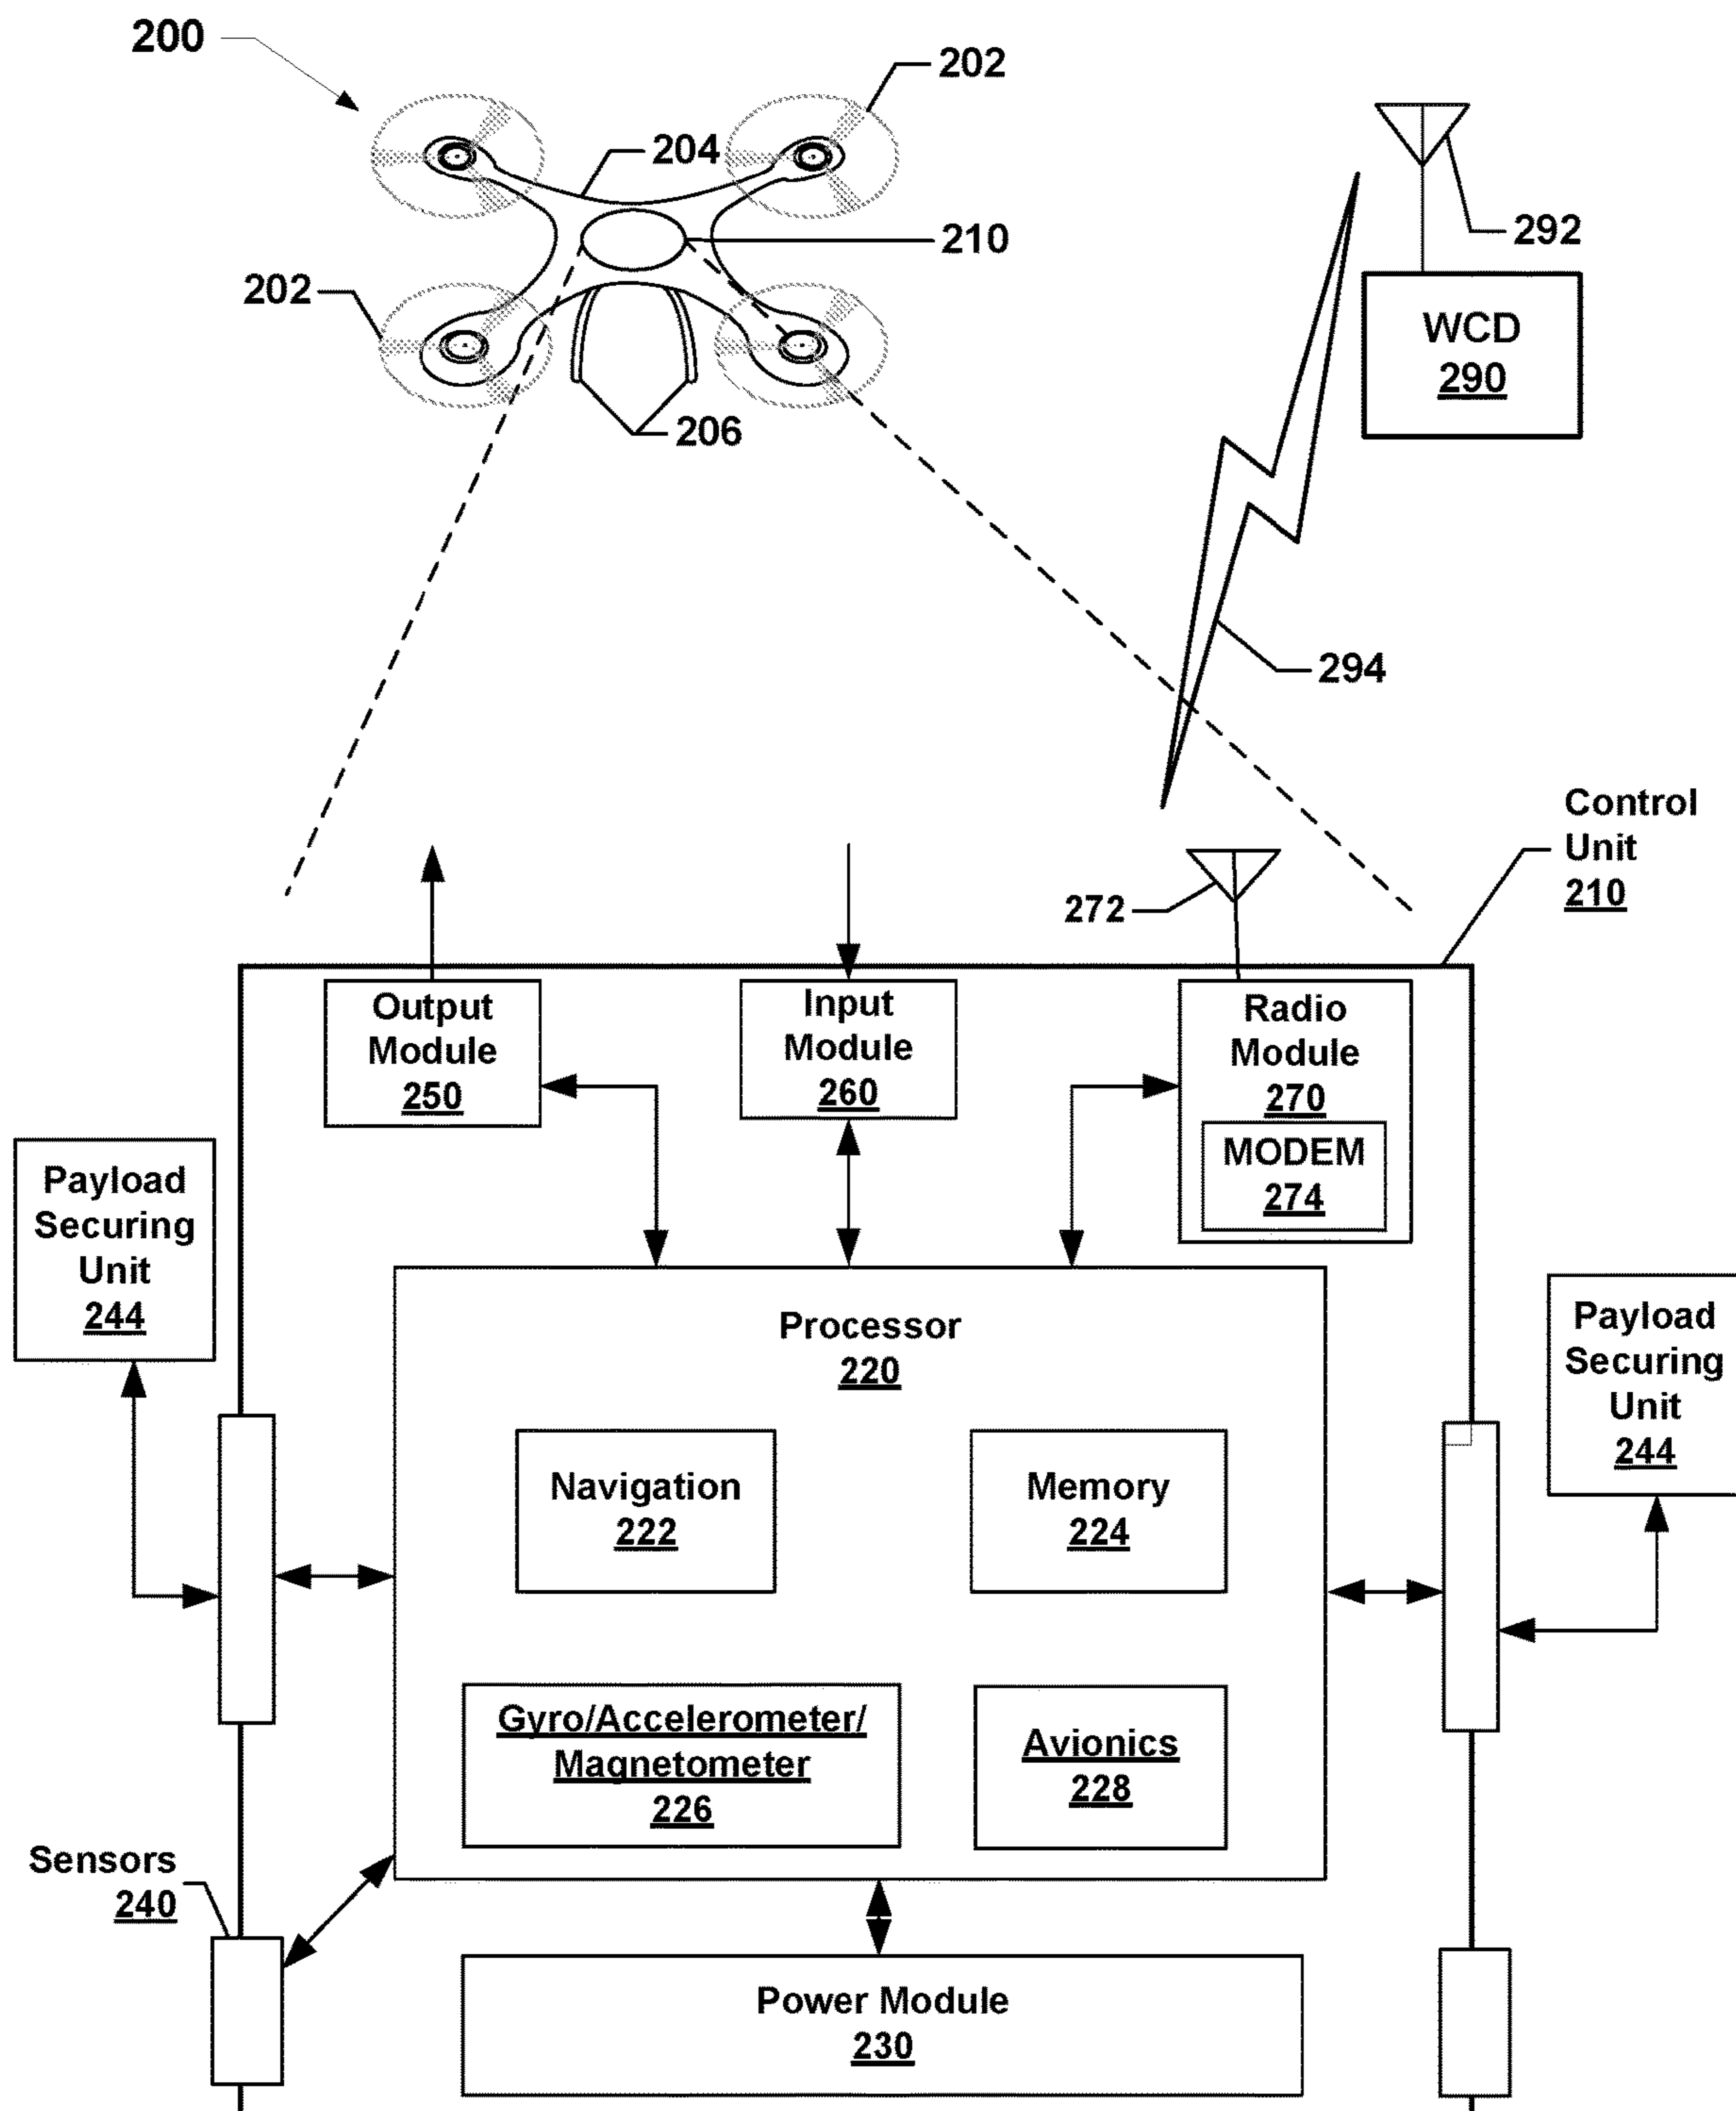 200
202
204
210
292
202
WCD
290
206
294
Control
Unit
210
272
Output
Module
250
Input
Module
260
Radio
Module
270
MODEM
274
Payload
Securing
Unit
244
Processor
220
Payload
Securing
Unit
244
Navigation
222
Memory
224
Gyro/Accelerometer/
Magnetometer
226
Avionics
228
Sensors
240
Power Module
230